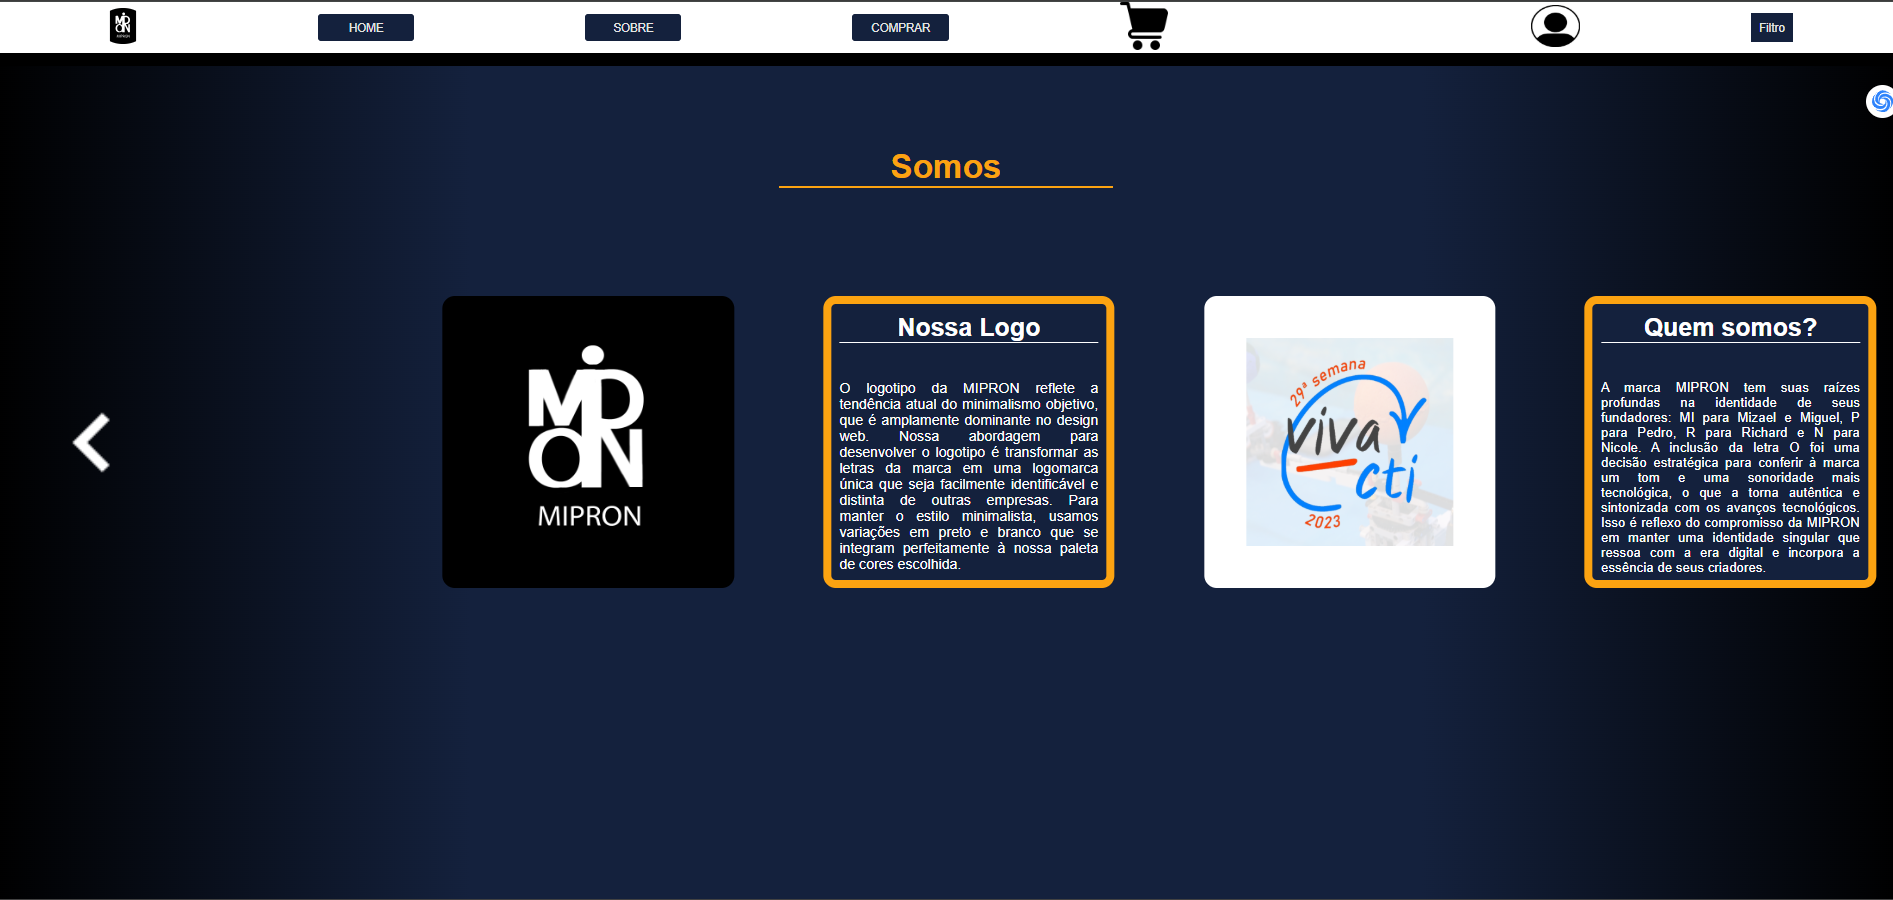 HOME
SOBRE
COMPRAR
Filtro
Somos
MIPRON
MIPRON
Nossa Logo
O logotipo da MIPRON reflete a
tendência atual do minimalismo objetivo,
que é amplamente dominante no design
web. Nossa abordagem para
desenvolver o logotipo é transformar as
letras da marca em uma logomarca
única que seja facilmente identificável e
distinta de outras empresas. Para
manter o estilo minimalista, usamos
variações em preto e branco que se
integram perfeitamente à nossa paleta
de cores escolhida.
29ª semana
viva
cti
2023
Quem somos?
A marca MIPRON tem suas raízes
profundas na identidade de seus
fundadores: MI para Mizael e Miguel, P
para Pedro, R para Richard e N para
Nicole. A inclusão da letra O foi uma
decisão estratégica para conferir à marca
um tom e uma sonoridade mais
tecnológica, o que a torna autêntica e
sintonizada com os avanços tecnológicos.
Isso é reflexo do compromisso da MIPRON
em manter uma identidade singular que
ressoa com a era digital e incorpora a
essência de seus criadores.